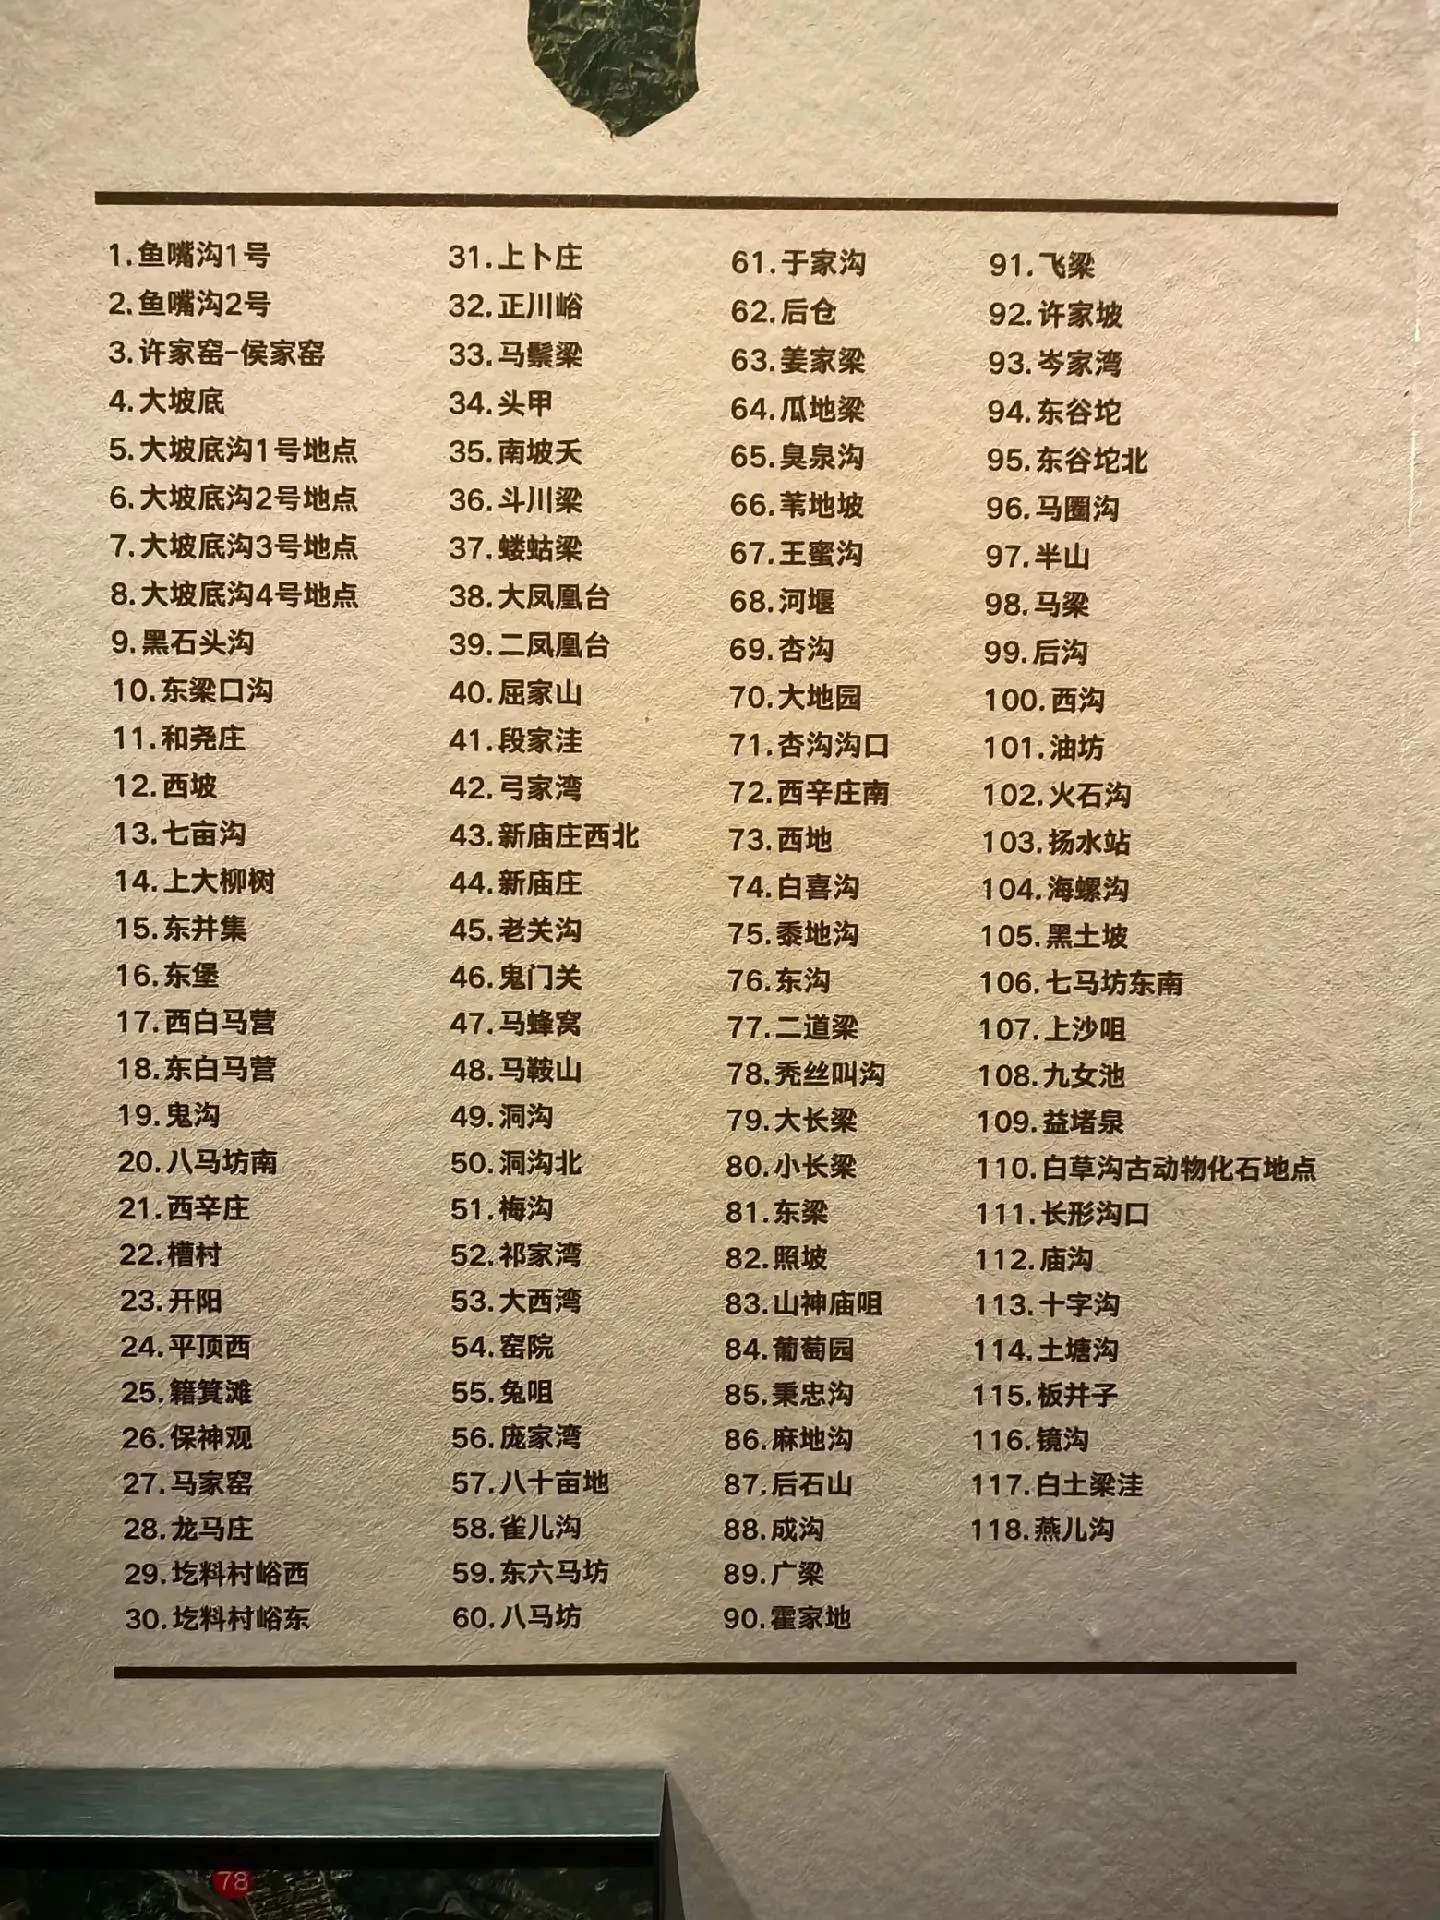 1.鱼嘴沟1号
2.鱼嘴沟2号
3.许家窑-侯家窑
4.大坡底
5.大坡底沟1号地点
6.大坡底沟2号地点
7.大坡底沟3号地点
8.大坡底沟4号地点
9.黑石头沟
10.东梁口沟
11.和尧庄
12.西坡
13.七亩沟
14.上大柳树
15.东井集
16.东堡
17.西白马营
18.东白马营
19.鬼沟
20.八马坊南
21.西辛庄
22.槽村
23.开阳
24.平顶西
25.籍箕滩
26.保神观
27.马家窑
28.龙马庄
29.圪料村峪西
30.圪料村峪东
31.上卜庄
32.正川峪
33.马鬃梁
34.头甲
35.南坡夭
36.斗川梁
37.蝼蛄梁
38.大凤凰台
39.二凤凰台
40.屈家山
41.段家洼
42.弓家湾
43.新庙庄西北
44.新庙庄
45.老关沟
46.鬼门关
47.马蜂窝
48.马鞍山
49.洞沟
50.洞沟北
51.梅沟
52.祁家湾
53.大西湾
54.窑院
55.兔咀
56.庞家湾
57.八十亩地
58.雀儿沟
59.东六马坊
60.八马坊
61.于家沟
62.后仓
63.姜家梁
64.瓜地梁
65.臭泉沟
66.苇地坡
67.王蜜沟
68.河堰
69.杏沟
70.大地园
71.杏沟沟口
72.西辛庄南
73.西地
74.白喜沟
75.黍地沟
76.东沟
77.二道梁
78.秃丝叫沟
79.大长梁
80.小长梁
81.东梁
82.照坡
83.山神庙咀
84.葡萄园
85.秉忠沟
86.麻地沟
87.后石山
88.成沟
89.广梁
90.霍家地
91.飞梁
92.许家坡
93.岑家湾
94.东谷坨
95.东谷坨北
96.马圈沟
97.半山
98.马梁
99.后沟
100.西沟
101.油坊
102.火石沟
103.扬水站
104.海螺沟
105.黑土坡
106.七马坊东南
107.上沙咀
108.九女池
109.益堵泉
110.白草沟古动物化石地点
111.长形沟口
112.庙沟
113.十字沟
114.土塘沟
115.板井子
116.镜沟
117.白土梁洼
118.燕儿沟
78